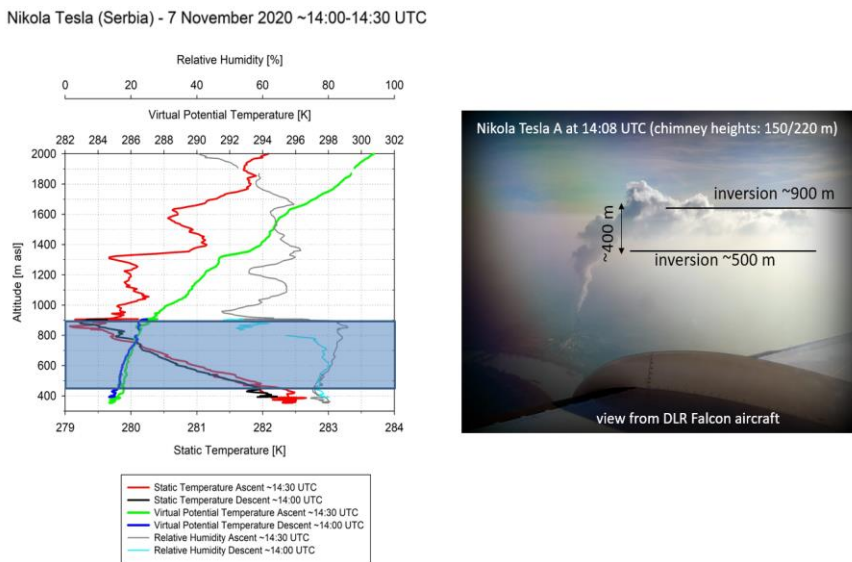 Nikola Tesla (Serbia) - 7 November 2020 ~14:00-14:30 UTC
Relative Humidity [%]
0 20 40 60 80 100
Virtual Potential Temperature [K]
282 284 286 288 290 292 294 296 298 300 302
Altitude [m asl]
2000
1800
1600
1400
1200
1000
800
600
400
279 280 281 282 283 284
Static Temperature [K]
Static Temperature Ascent ~14:30 UTC
Static Temperature Descent ~14:00 UTC
Virtual Potential Temperature Ascent ~14:30 UTC
Virtual Potential Temperature Descent ~14:00 UTC
Relative Humidity Ascent ~14:30 UTC
Relative Humidity Descent ~14:00 UTC
Nikola Tesla A at 14:08 UTC (chimney heights: 150/220 m)
inversion ~900 m
~400 m
inversion ~500 m
view from DLR Falcon aircraft